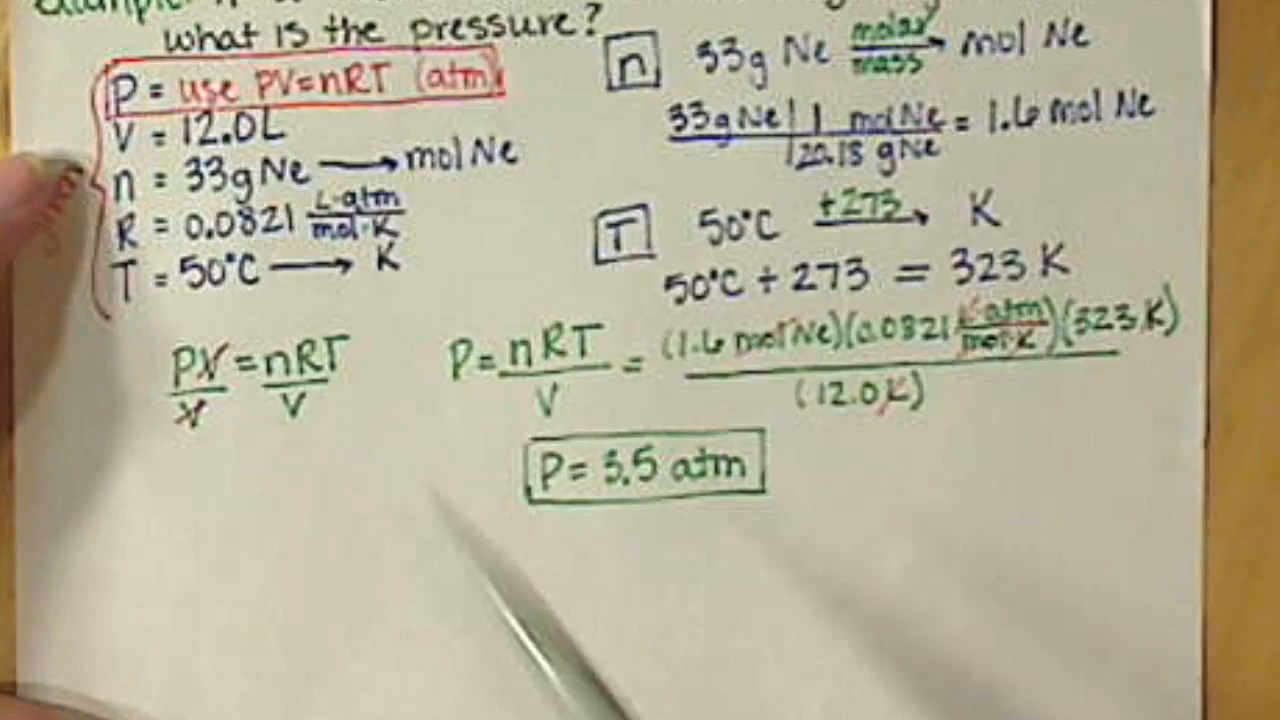 Example:
what is the pressure?
P = use PV=nRT (atm)
V = 12.0L
n = 33g Ne → mol Ne
R = 0.0821 L·atm/mol·K
T = 50°C → K
n 33g Ne molar mass → mol Ne
33g Ne | 1 mol Ne / 20.18 g Ne = 1.6 mol Ne
T 50°C +273 → K
50°C + 273 = 323 K
PV/V = nRT/V
P = nRT/V = (1.6 mol Ne)(0.0821 L·atm/mol·K)(323 K)/(12.0L)
P = 3.5 atm